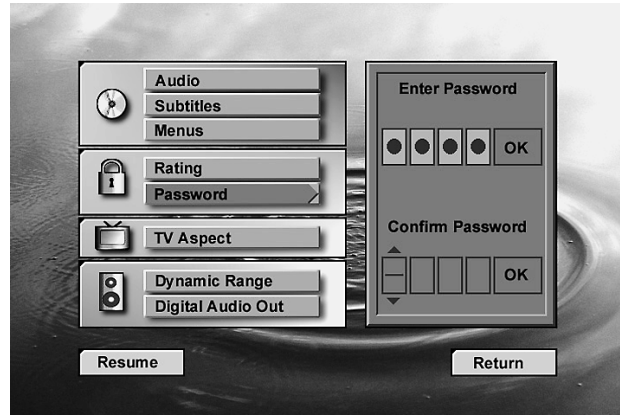 Audio
Subtitles
Menus
Rating
Password
TV Aspect
Dynamic Range
Digital Audio Out
Enter Password
OK
Confirm Password
OK
Resume
Return